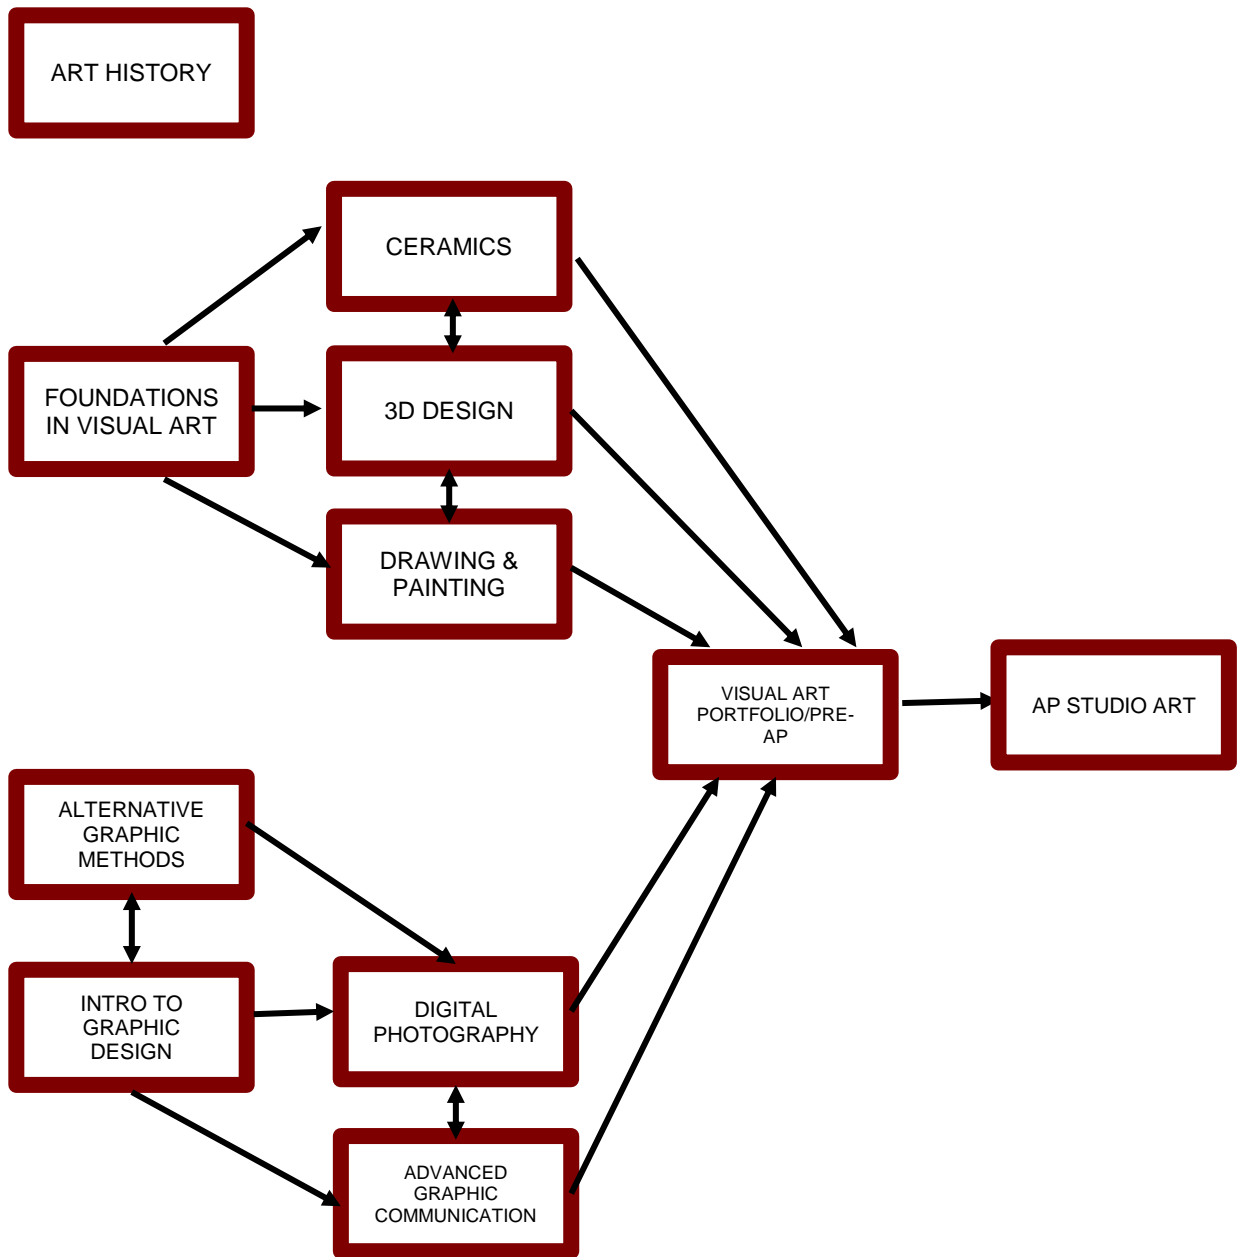 ART HISTORY
CERAMICS
FOUNDATIONS
IN VISUAL ART
3D DESIGN
DRAWING &
PAINTING
VISUAL ART
PORTFOLIO/PRE-
AP
AP STUDIO ART
ALTERNATIVE
GRAPHIC
METHODS
INTRO TO
GRAPHIC
DESIGN
DIGITAL
PHOTOGRAPHY
ADVANCED
GRAPHIC
COMMUNICATION